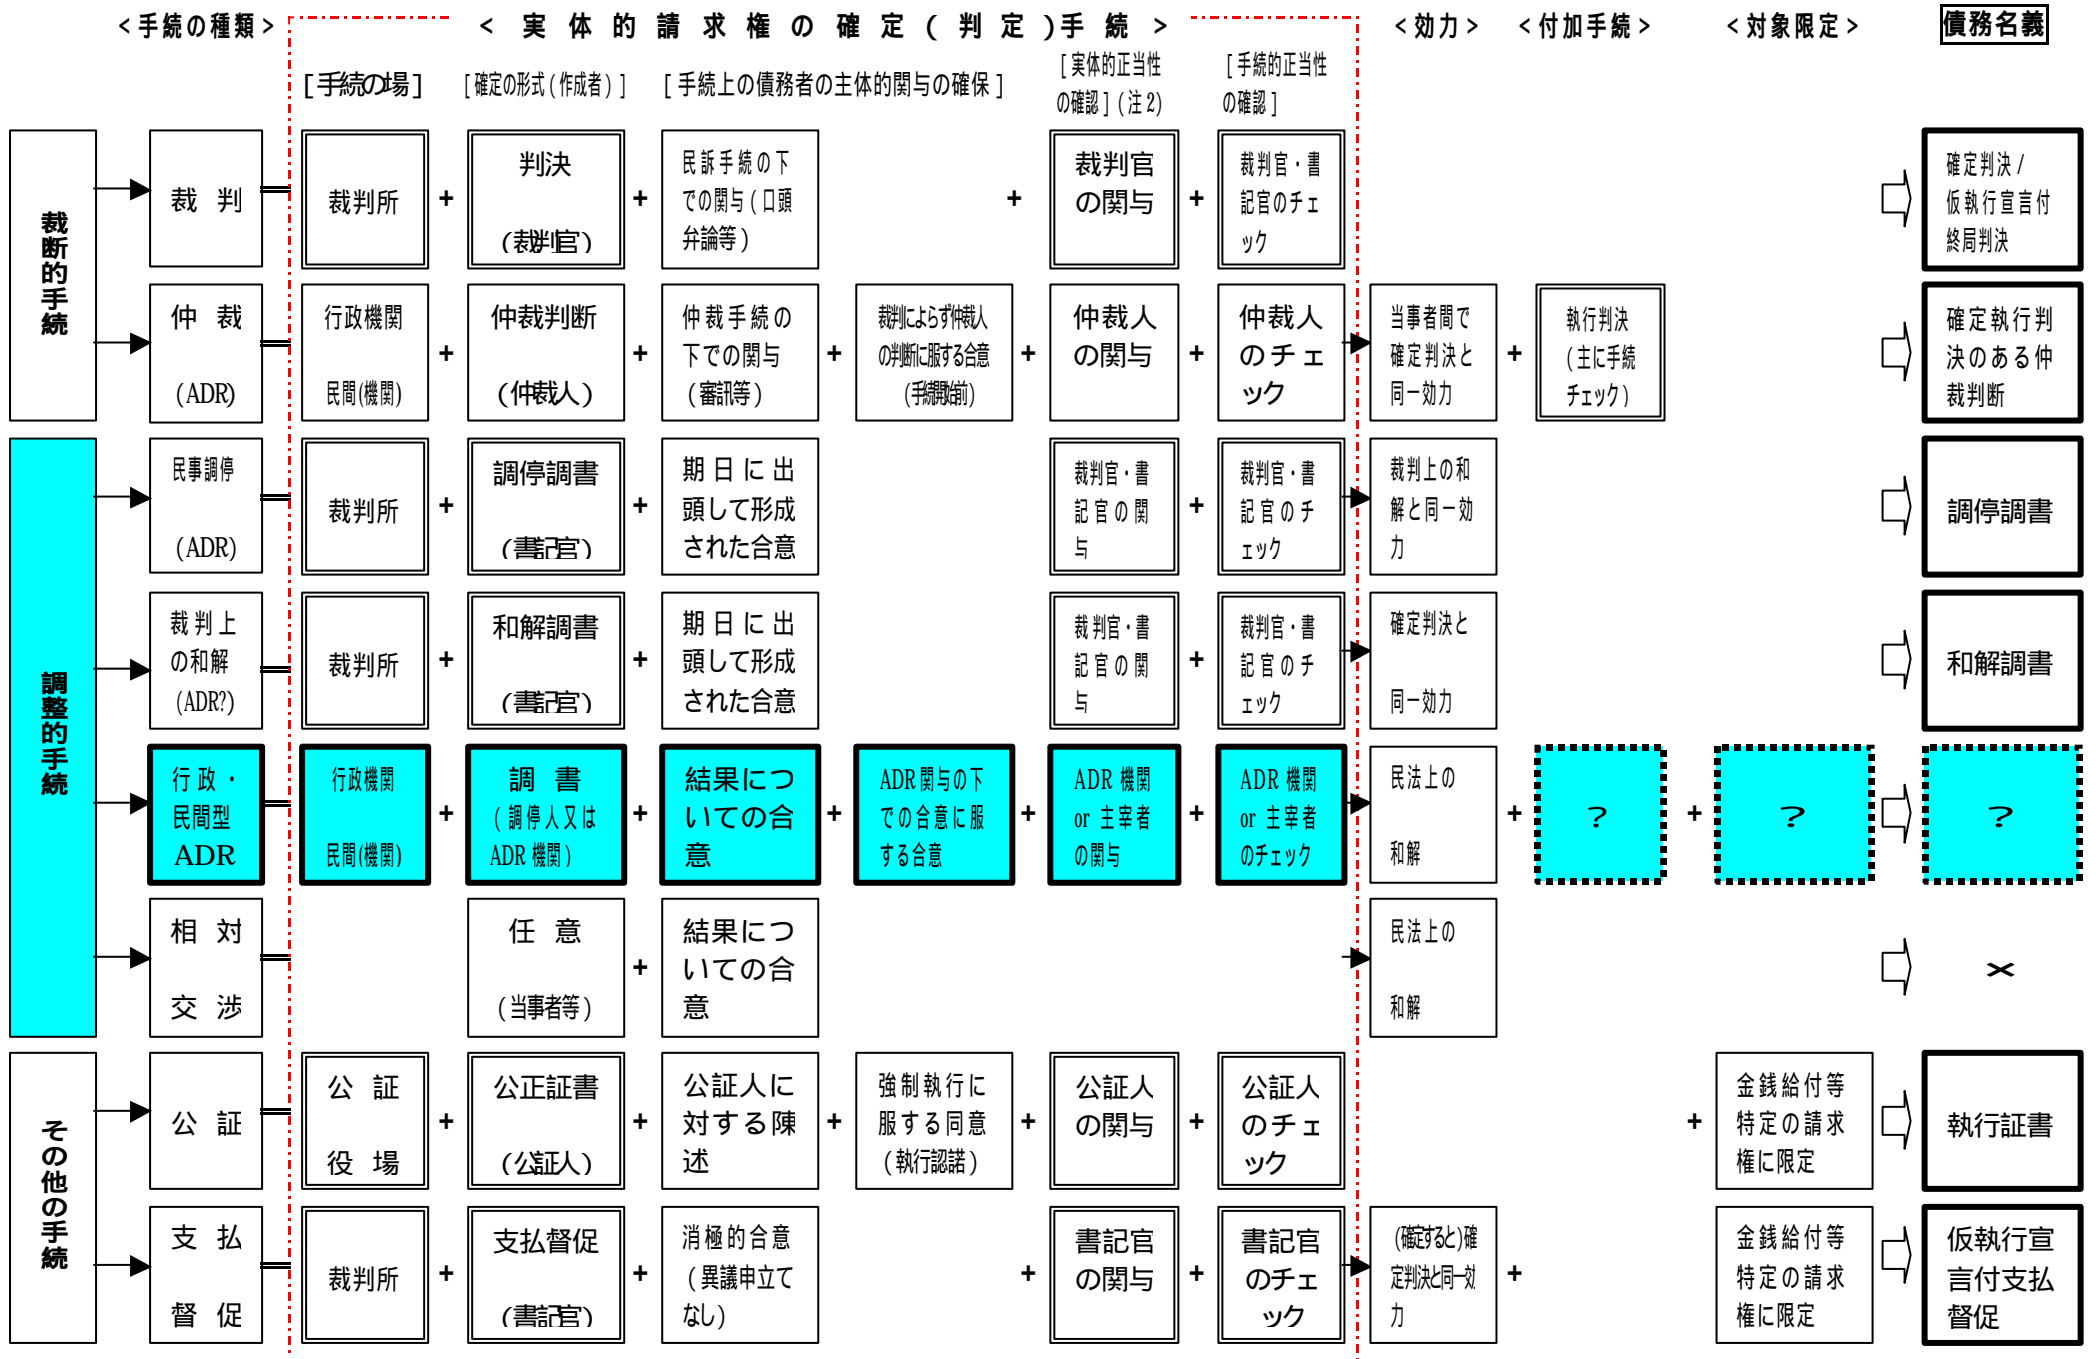 ＜手続の種類＞
＜実体的請求権の確定(判定)手続＞
＜効力＞
＜付加手続＞
＜対象限定＞
債務名義
[手続の場]
[確定の形式(作成者)]
[手続上の債務者の主体的関与の確保]
[実体的正当性
の確認](注2)
[手続的正当性
の確認]
裁断的手続
裁 判
裁判所
+
判決
(裁判官)
+
民訴手続の下
での関与(口頭
弁論等)
+
裁判官
の関与
+
裁判官・書
記官のチェ
ック
確定判決/
仮執行宣言付
終局判決
仲 裁
(ADR)
行政機関
民間(機関)
+
仲裁判断
(仲裁人)
+
仲裁手続の
下での関与
(審訊等)
+
裁判によらず仲裁人
の判断に服する合意
(手続開始前)
+
仲裁人
の関与
+
仲裁人
のチェ
ック
当事者間で
確定判決と
同一効力
+
執行判決
(主に手続
チェック)
確定執行判
決のある仲
裁判断
調整的手続
民事調停
(ADR)
裁判所
+
調停調書
(書記官)
+
期日に出
頭して形成
された合意
裁判官・書
記官の関
与
+
裁判官・書
記官のチ
ェック
裁判上の和
解と同一効
力
調停調書
裁判上
の和解
(ADR?)
裁判所
+
和解調書
(書記官)
+
期日に出
頭して形成
された合意
裁判官・書
記官の関
与
+
裁判官・書
記官のチ
ェック
確定判決と
同一効力
和解調書
行政・
民間型
ADR
行政機関
民間(機関)
+
調 書
(調停人又は
ADR機関)
+
結果につ
いての合
意
+
ADR関与の下
での合意に服
する合意
+
ADR機関
or 主宰者
の関与
+
ADR機関
or 主宰者
のチェック
民法上の
和解
+
?
+
?
?
相 対
交 渉
任 意
(当事者等)
+
結果につ
いての合
意
民法上の
和解
×
その他の手続
公 証
公 証
役 場
+
公正証書
(公証人)
+
公証人に
対する陳
述
+
強制執行に
服する同意
(執行認諾)
+
公証人
の関与
+
公証人
のチェ
ック
+
金銭給付等
特定の請求
権に限定
執行証書
支 払
督 促
裁判所
+
支払督促
(書記官)
+
消極的合意
(異議申立て
なし)
+
書記官
の関与
+
書記官
のチェ
ック
(確定すると)確
定判決と同一効
力
+
金銭給付等
特定の請求
権に限定
仮執行宣
言付支払
督促